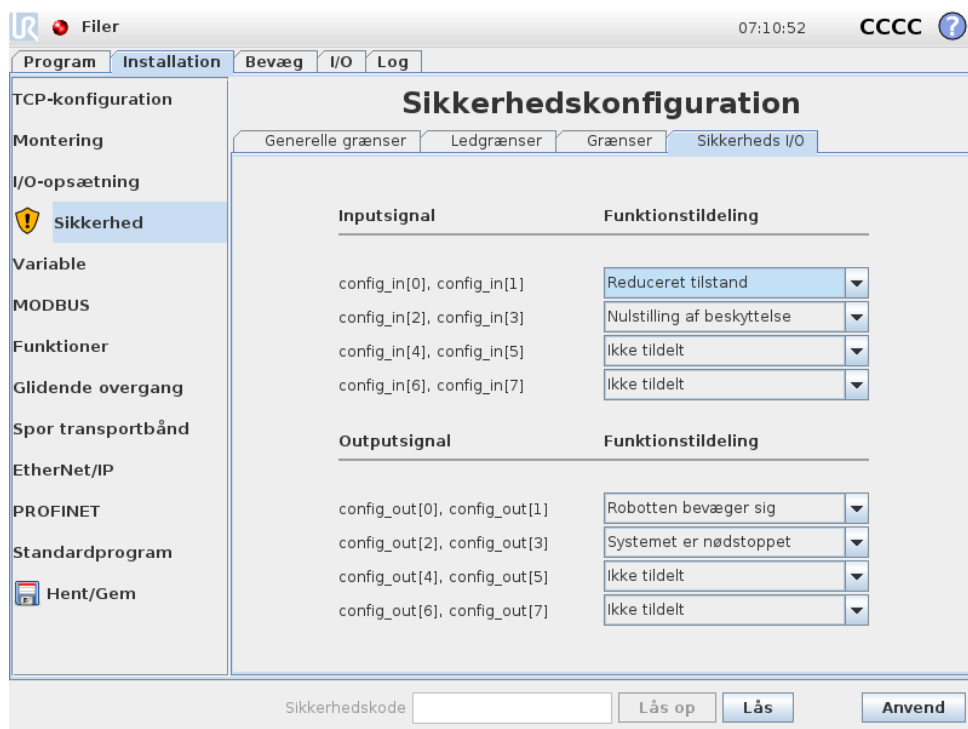 UR Filer 07:10:52 CCCC ?
Program Installation Bevæg I/O Log
TCP-konfiguration
Montering
I/O-opsætning
Sikkerhed
Variable
MODBUS
Funktioner
Glidende overgang
Spor transportbånd
EtherNet/IP
PROFINET
Standardprogram
Hent/Gem
Sikkerhedskonfiguration
Generelle grænser Ledgrænser Grænser Sikkerheds I/O
Inputsignal Funktionstildeling
config_in[0], config_in[1] Reduceret tilstand
config_in[2], config_in[3] Nulstilling af beskyttelse
config_in[4], config_in[5] Ikke tildelt
config_in[6], config_in[7] Ikke tildelt
Outputsignal Funktionstildeling
config_out[0], config_out[1] Robotten bevæger sig
config_out[2], config_out[3] Systemet er nødstoppet
config_out[4], config_out[5] Ikke tildelt
config_out[6], config_out[7] Ikke tildelt
Sikkerhedskode Lås op Lås Anvend